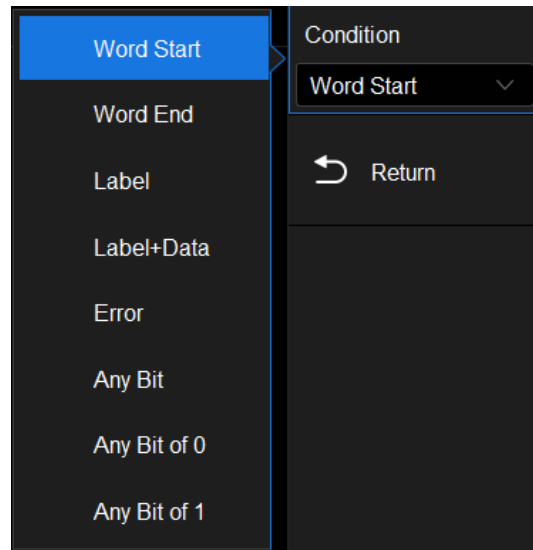 Word Start
Word End
Label
Label+Data
Error
Any Bit
Any Bit of 0
Any Bit of 1
Condition
Word Start
Return